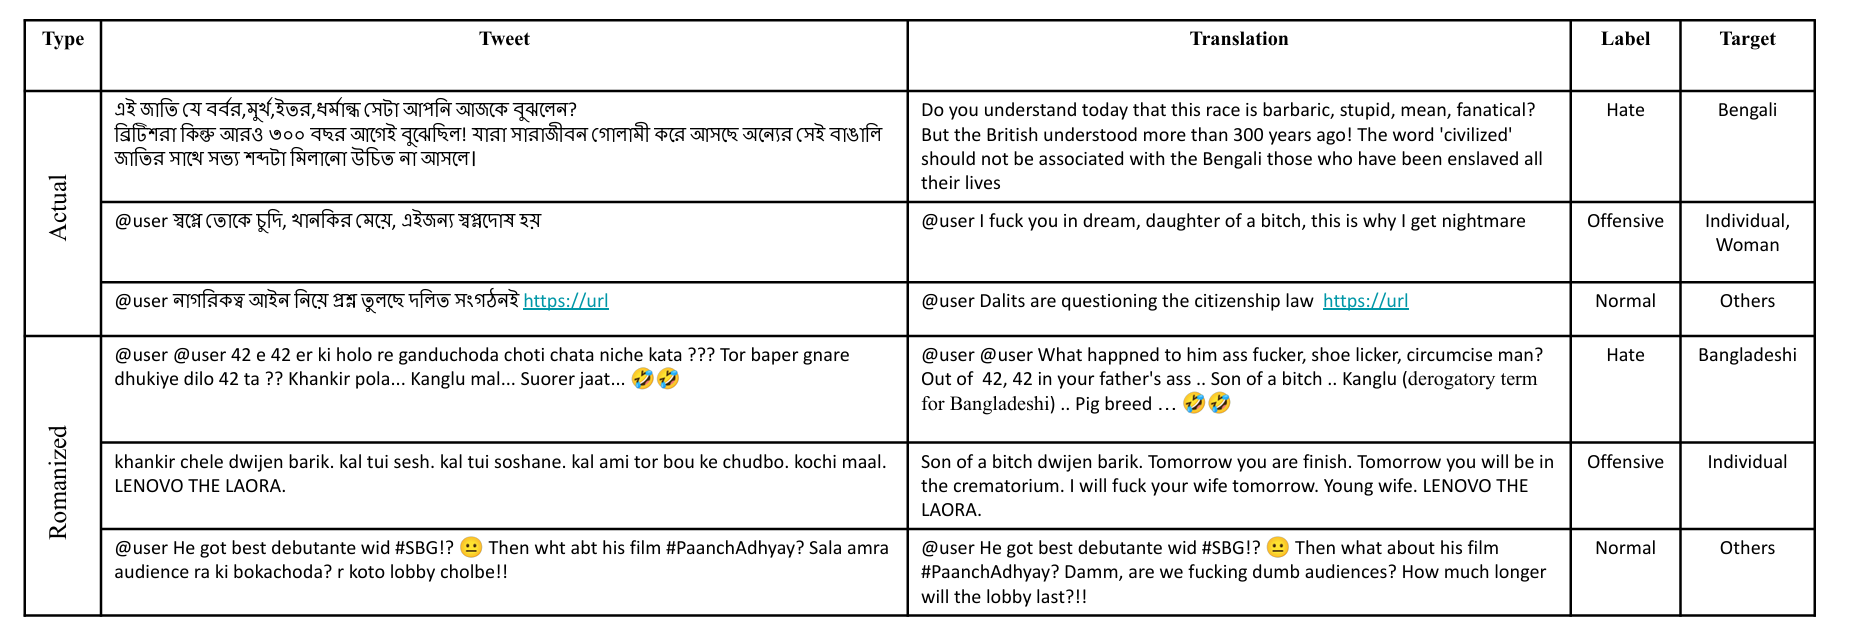 Type Tweet Translation Label Target
Actual
এই জাতি যে বর্বর,মুর্খ,ইতর,ধর্মান্ধ সেটা আপনি আজকে বুঝলেন?
ব্রিটিশরা কিন্তু আরও ৩০০ বছর আগেই বুঝেছিল! যারা সারাজীবন গোলামী করে আসছে অন্যের সেই বাঙালি
জাতির সাথে সভ্য শব্দটা মিলানো উচিত না আসলে।
Do you understand today that this race is barbaric, stupid, mean, fanatical?
But the British understood more than 300 years ago! The word 'civilized'
should not be associated with the Bengali those who have been enslaved all
their lives
Hate
Bengali
@user স্বপ্নে তোকে চুদি, খানকির মেয়ে, এইজন্য স্বপ্নদোষ হয়
@user I fuck you in dream, daughter of a bitch, this is why I get nightmare
Offensive
Individual,
Woman
@user নাগরিকত্ব আইন নিয়ে প্রশ্ন তুলছে দলিত সংগঠনই https://url
@user Dalits are questioning the citizenship law https://url
Normal
Others
Romanized
@user @user 42 e 42 er ki holo re ganduchoda choti chata niche kata ??? Tor baper gnare
dhukiye dilo 42 ta ?? Khankir pola... Kanglu mal... Suorer jaat... 🤣🤣
@user @user What happned to him ass fucker, shoe licker, circumcise man?
Out of 42, 42 in your father's ass .. Son of a bitch .. Kanglu (derogatory term
for Bangladeshi) .. Pig breed … 🤣🤣
Hate
Bangladeshi
khankir chele dwijen barik. kal tui sesh. kal tui soshane. kal ami tor bou ke chudbo. kochi maal.
LENOVO THE LAORA.
Son of a bitch dwijen barik. Tomorrow you are finish. Tomorrow you will be in
the crematorium. I will fuck your wife tomorrow. Young wife. LENOVO THE
LAORA.
Offensive
Individual
@user He got best debutante wid #SBG!? 😐 Then wht abt his film #PaanchAdhyay? Sala amra
audience ra ki bokachoda? r koto lobby cholbe!!
@user He got best debutante wid #SBG!? 😐 Then what about his film
#PaanchAdhyay? Damm, are we fucking dumb audiences? How much longer
will the lobby last?!!
Normal
Others